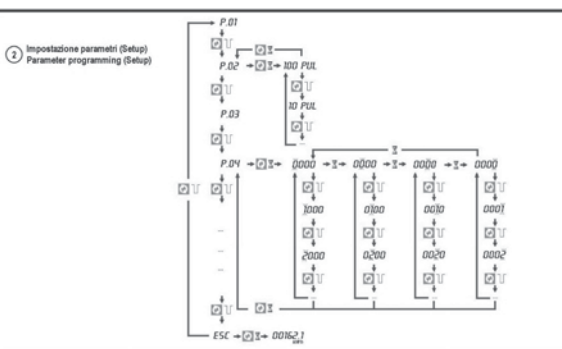 P.01
2 Impostazione parametri (Setup)
Parameter programming (Setup)
P.02 100 PUL
10 PUL
P.03
P.04 0000 0000 0000 0000
1000 0100 0010 0001
2000 0200 0020 0002
ESC 00162.1
kWh